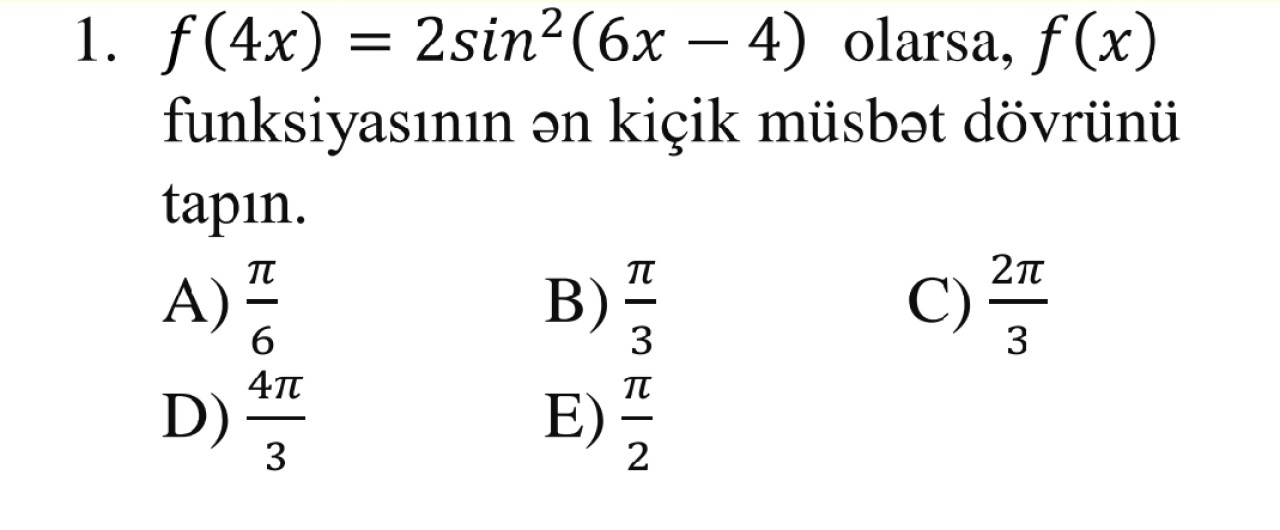 1. f(4x) = 2sin²(6x − 4) olarsa, f(x)
funksiyasının ən kiçik müsbət dövrünü
tapın.
A) π/6 B) π/3 C) 2π/3
D) 4π/3 E) π/2